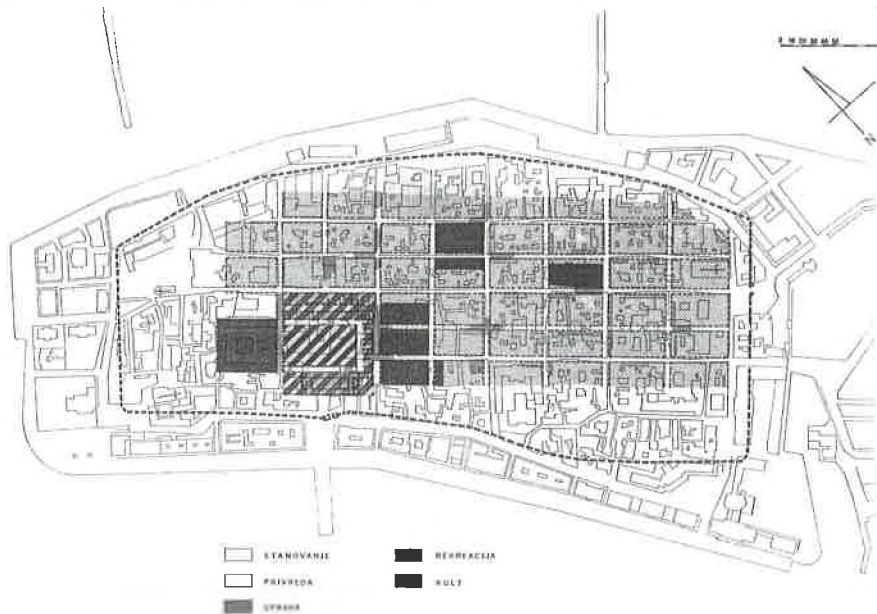 N
STANOVANJE
PRIVREDA
UPRAVA
REKREACIJA
KULT